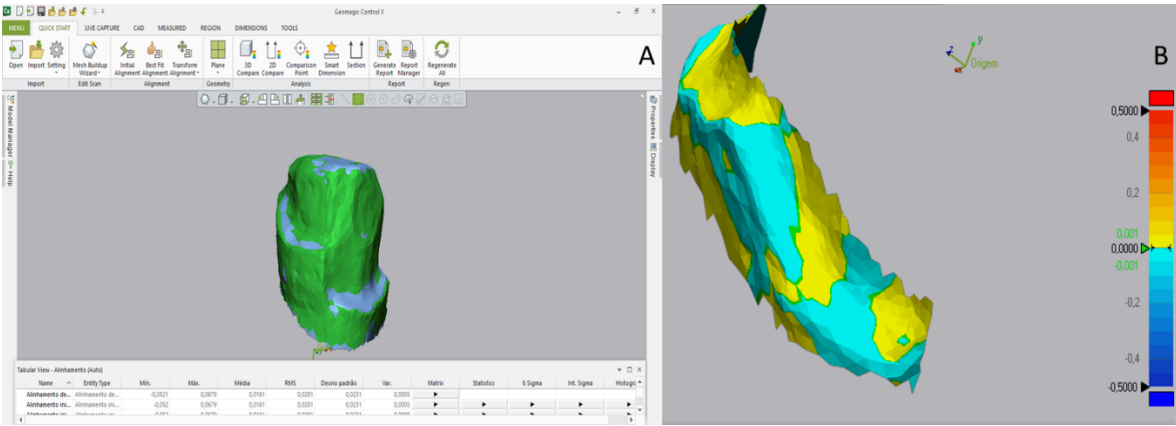 Geomagic Control X
MENU QUICK START LIVE CAPTURE CAD MEASURED REGION DIMENSIONS TOOLS
A
Open Import Setting Mesh Buildup Wizard Initial Alignment Best Fit Alignment Transform Alignment Plane 3D Compare 2D Compare Comparison Point Smart Dimension Section Generate Report Report Manager Regenerate All
Import Edit Scan Alignment Geometry Analysis Report Regen
Model Manager
Help
Properties
Display
Tabular View - Alinhamento (Auto)
Name Entity Type Mín. Máx. Média RMS Desvio padrão Var. Matrix Statistics 6 Sigma Int. Sigma Histogr
Alinhamento de... Alinhamento de... -0,0521 0,0679 0,0161 0,0281 0,0231 0,0005
Alinhamento ini... Alinhamento ini... -0,052 0,0679 0,0161 0,0281 0,0231 0,0005
B
z y x
Origem
0,5000
0,4
0,2
0,001
0,0000
-0,001
-0,2
-0,4
-0,5000